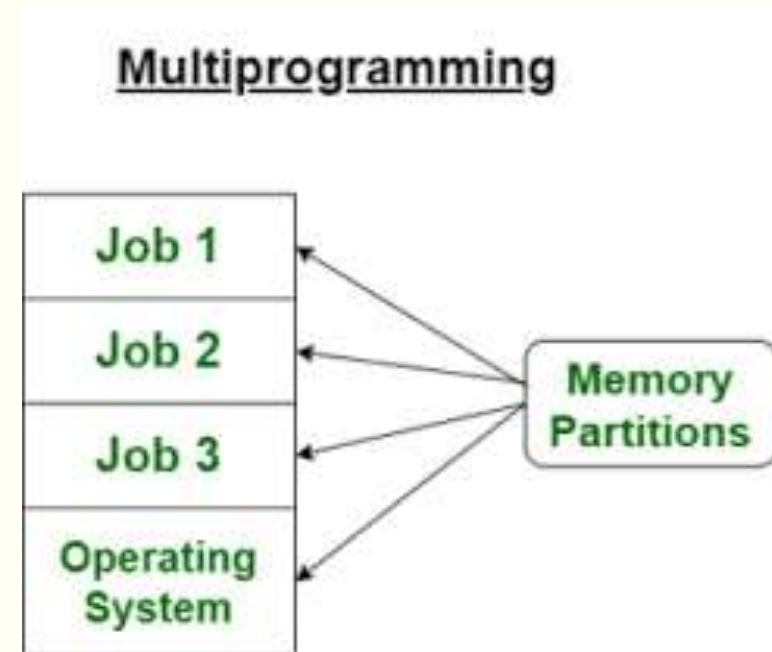 Multiprogramming
Job 1
Job 2
Job 3
Operating
System
Memory
Partitions